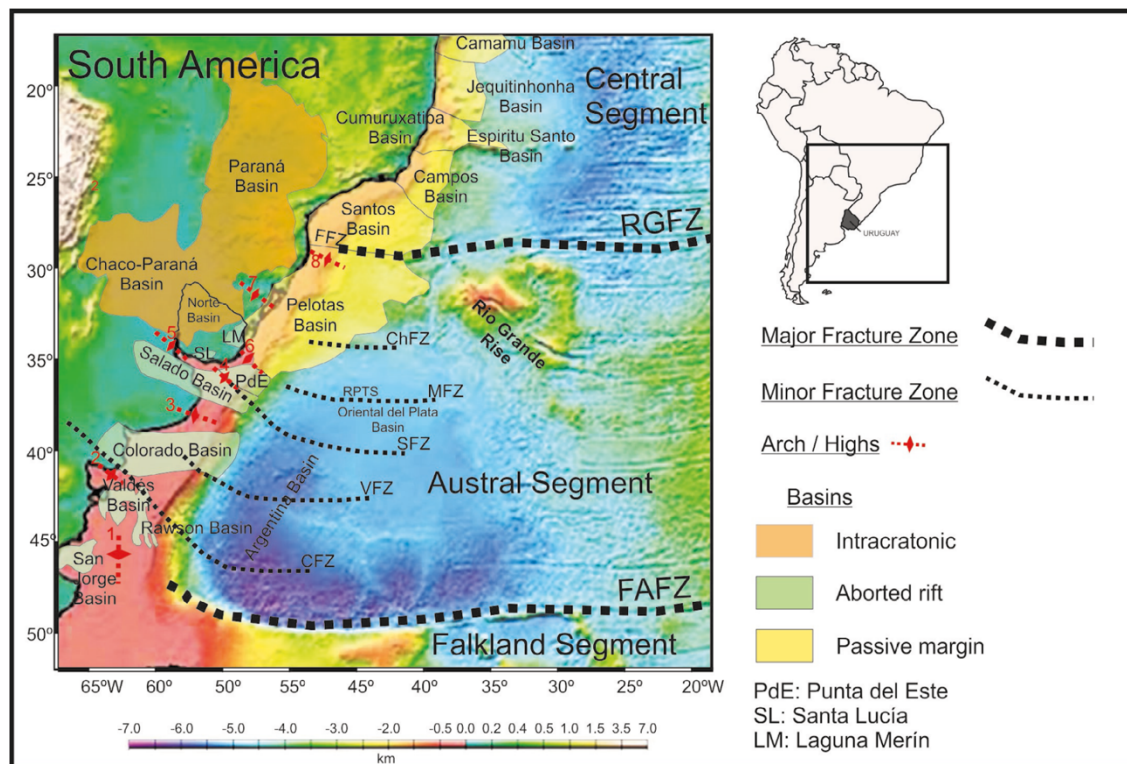 South America
Camamu Basin
Central
Segment
Jequitinhonha
Basin
Cumuruxatiba
Basin
Espiritu Santo
Basin
Paraná
Basin
Campos
Basin
Santos
Basin
FFZ
RGFZ
8
Chaco-Paraná
Basin
7
Norte
Basin
Pelotas
Basin
Rio Grande
Rise
5
LM
SL
6
ChFZ
Salado Basin
PdE
RPTS
MFZ
Oriental del Plata
Basin
3
SFZ
Colorado Basin
2
Valdés
Basin
Argentina Basin
VFZ
Austral Segment
Rawson Basin
1
San
Jorge
Basin
CFZ
FAFZ
Falkland Segment
20°
25°
30°
35°
40°
45°
50°
65°W
60°
55°
50°
45°
40°
35°
30°
25°
20°W
-7.0
-6.0
-5.0
-4.0
-2.0
-0.5
0.0
0.2
0.4
0.5
1.0
1.5
3.5
7.0
km
URUGUAY
Major Fracture Zone
Minor Fracture Zone
Arch / Highs
Basins
Intracratonic
Aborted rift
Passive margin
PdE: Punta del Este
SL: Santa Lucía
LM: Laguna Merín